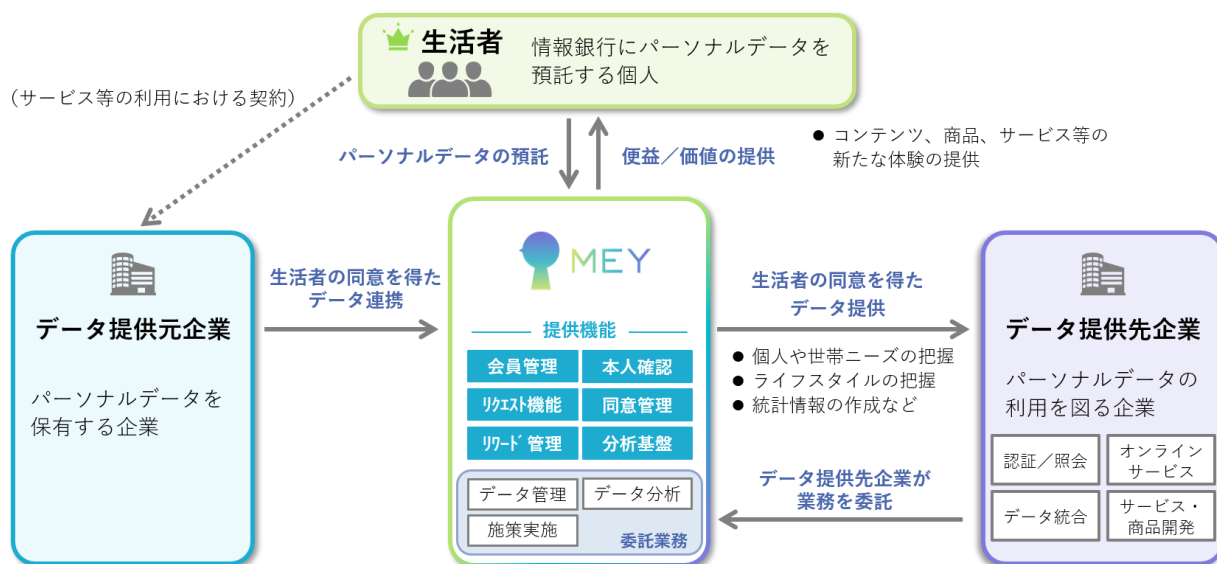 生活者
情報銀行にパーソナルデータを
預託する個人
（サービス等の利用における契約）
パーソナルデータの預託
便益／価値の提供
● コンテンツ、商品、サービス等の
新たな体験の提供
データ提供元企業
パーソナルデータを
保有する企業
生活者の同意を得た
データ連携
MEY
提供機能
会員管理
本人確認
ﾘｸｴｽﾄ機能
同意管理
ﾘﾜｰﾄﾞ管理
分析基盤
データ管理
データ分析
施策実施
委託業務
生活者の同意を得た
データ提供
● 個人や世帯ニーズの把握
● ライフスタイルの把握
● 統計情報の作成など
データ提供先企業が
業務を委託
データ提供先企業
パーソナルデータの
利用を図る企業
認証／照会
オンライン
サービス
データ統合
サービス・
商品開発